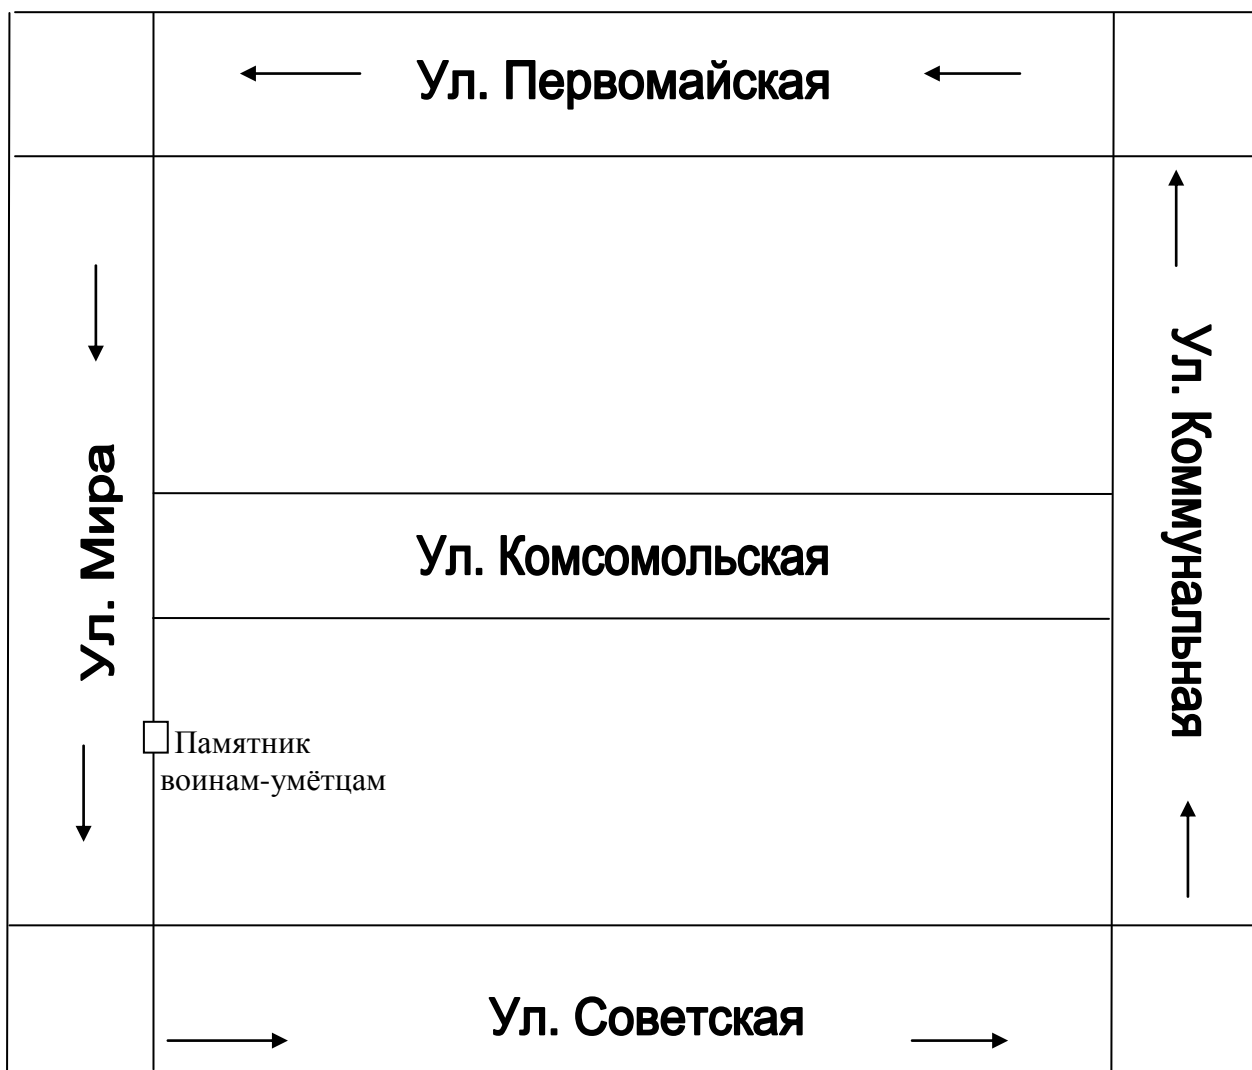 Ул. Первомайская
Ул. Мира
Ул. Коммунальная
Ул. Комсомольская
Памятник
воинам-умётцам
Ул. Советская